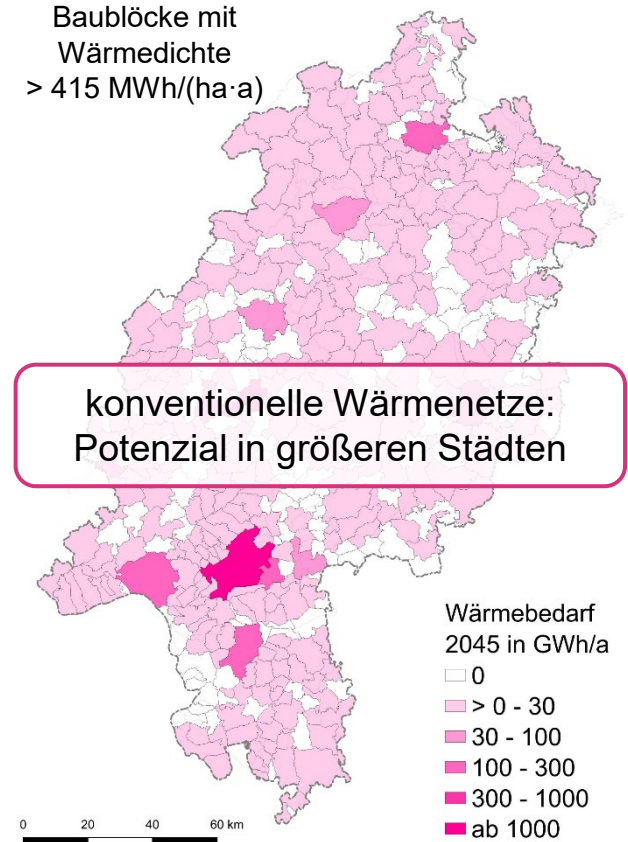 Baublöcke mit
Wärmedichte
> 415 MWh/(ha·a)
konventionelle Wärmenetze:
Potenzial in größeren Städten
Wärmebedarf
2045 in GWh/a
0
> 0 - 30
30 - 100
100 - 300
300 - 1000
ab 1000
0 20 40 60 km